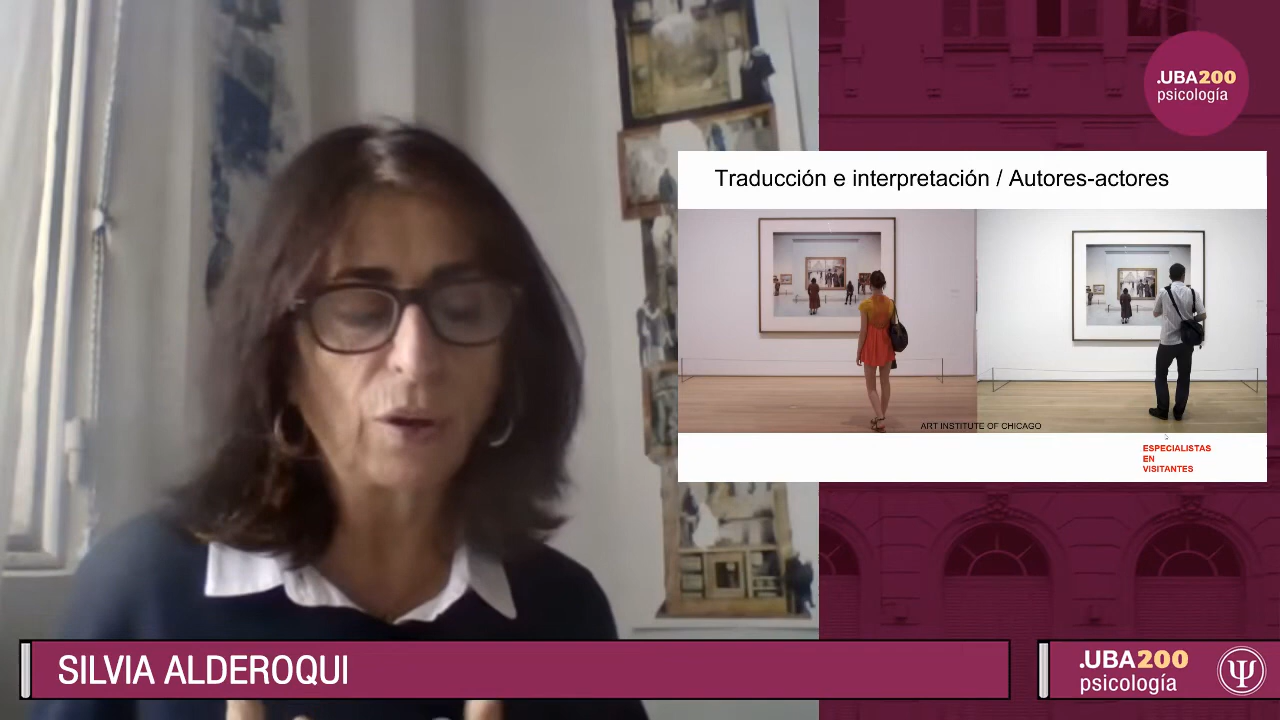 .UBA200
psicología
Traducción e interpretación / Autores-actores
ART INSTITUTE OF CHICAGO
ESPECIALISTAS
EN
VISITANTES
SILVIA ALDEROQUI
.UBA200
psicología